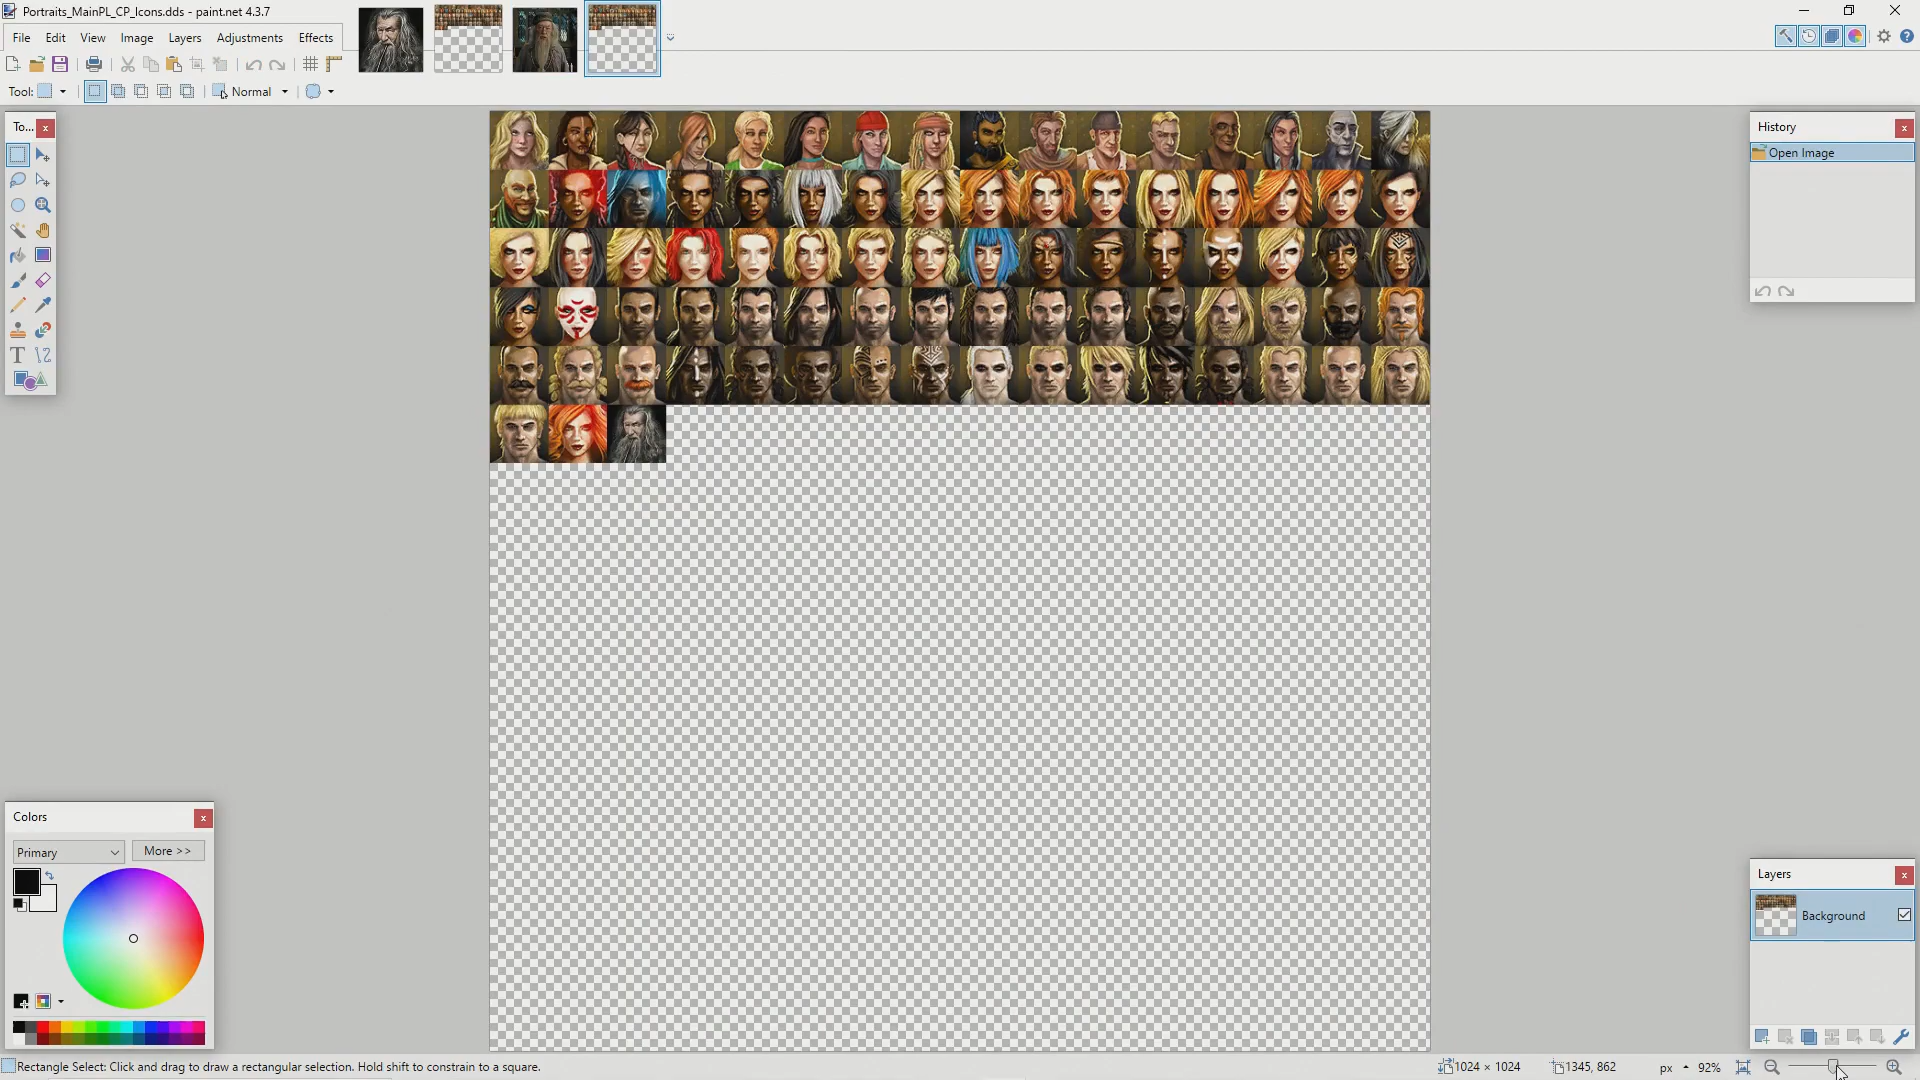 Portraits_MainPL_CP_Icons.dds - paint.net 4.3.7
File Edit View Image Layers Adjustments Effects
Tool: Normal
To...
History
Open Image
Colors
Primary More >>
Layers
Background
Rectangle Select: Click and drag to draw a rectangular selection. Hold shift to constrain to a square.
1024 × 1024 1345, 862 px 92%